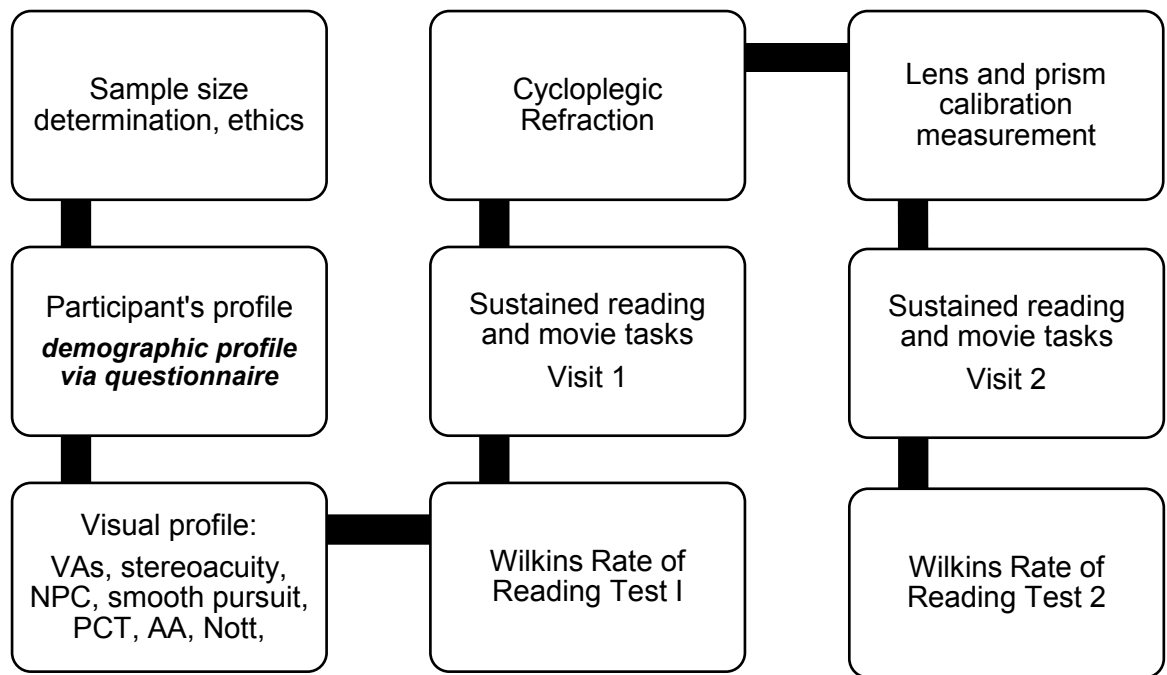 Sample size
determination, ethics
Participant's profile
demographic profile
via questionnaire
Visual profile:
VAs, stereoacuity,
NPC, smooth pursuit,
PCT, AA, Nott,
Wilkins Rate of
Reading Test I
Sustained reading
and movie tasks
Visit 1
Cycloplegic
Refraction
Lens and prism
calibration
measurement
Sustained reading
and movie tasks
Visit 2
Wilkins Rate of
Reading Test 2